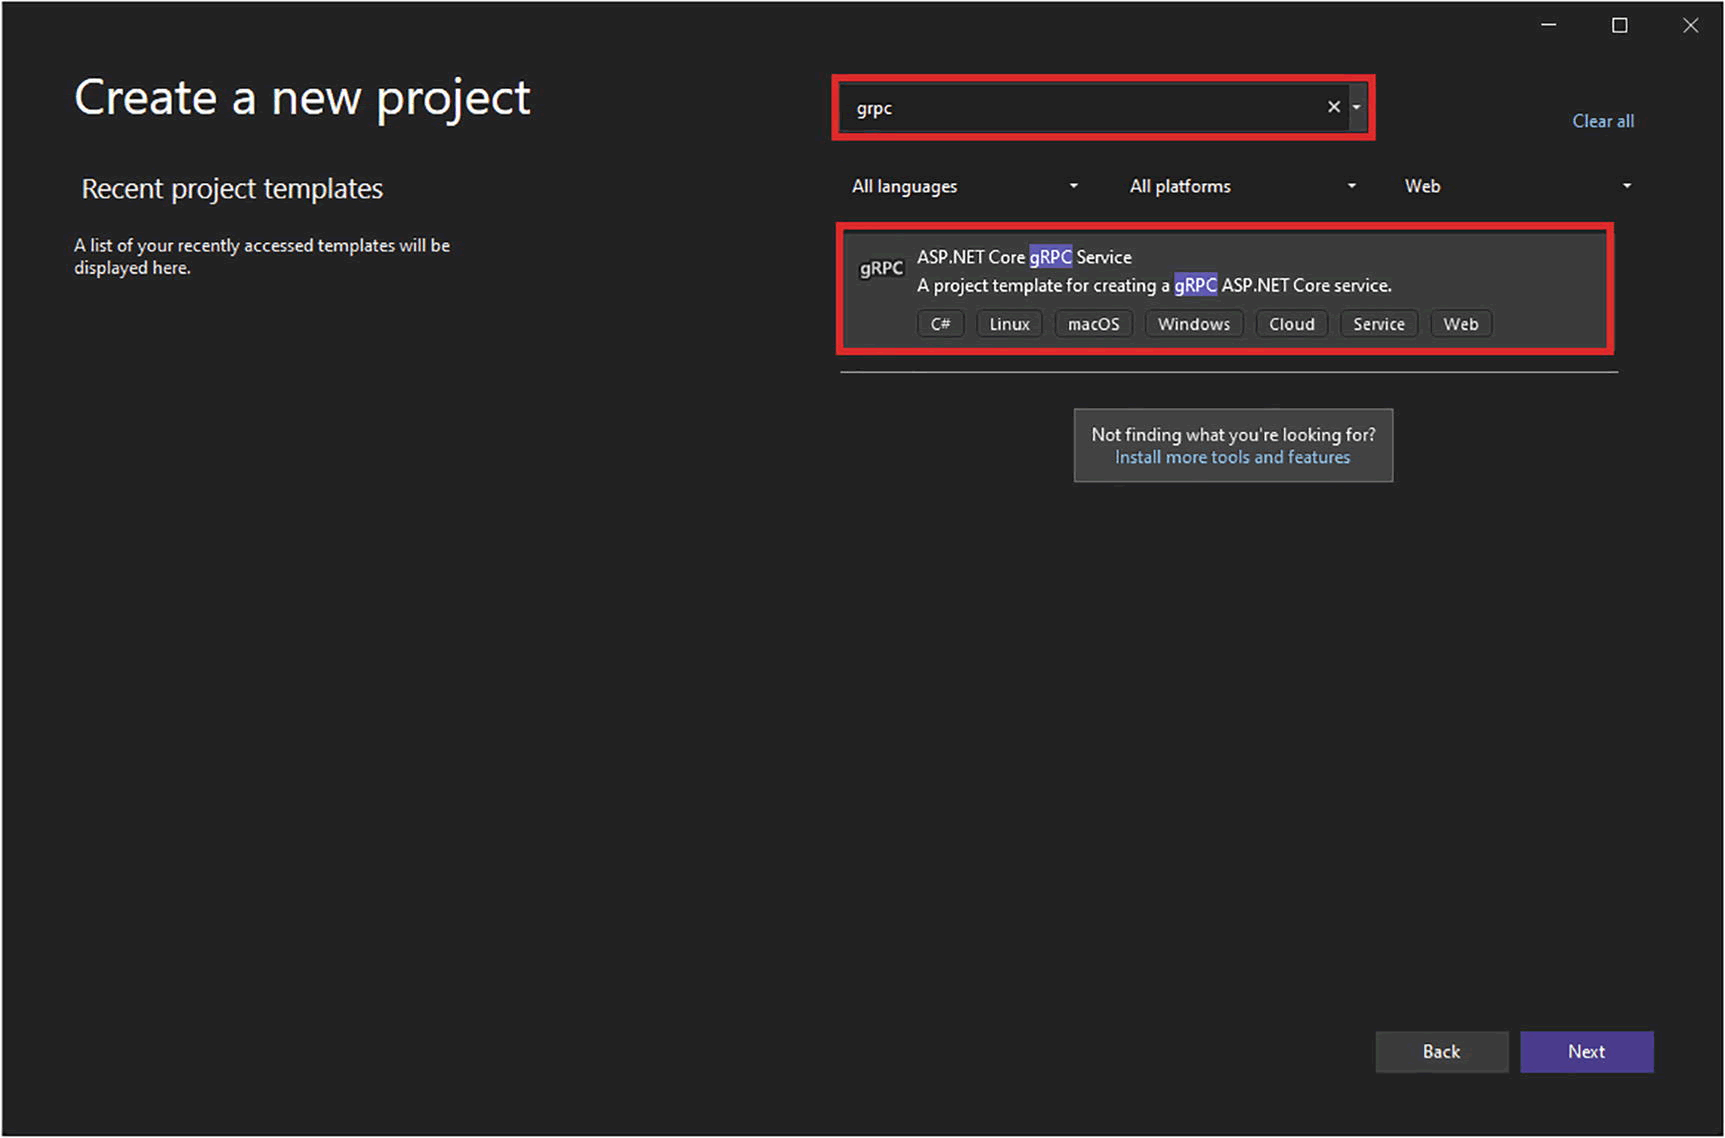 Create a new project
Recent project templates
A list of your recently accessed templates will be
displayed here.
grpc
Clear all
All languages
All platforms
Web
gRPC
ASP.NET Core gRPC Service
A project template for creating a gRPC ASP.NET Core service.
C#
Linux
macOS
Windows
Cloud
Service
Web
Not finding what you're looking for?
Install more tools and features
Back
Next